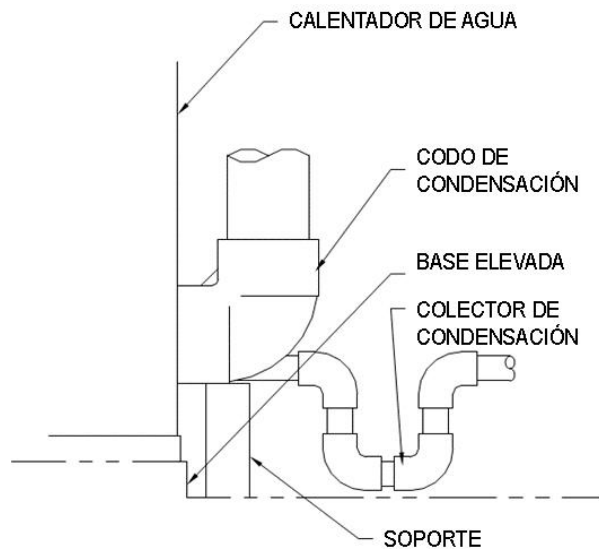 CALENTADOR DE AGUA
CODO DE
CONDENSACIÓN
BASE ELEVADA
COLECTOR DE
CONDENSACIÓN
SOPORTE